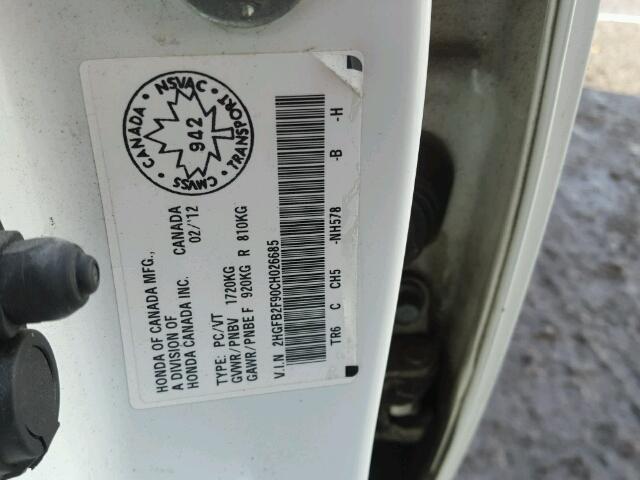 HONDA OF CANADA MFG., CANADA
A DIVISION OF 02/'12
HONDA CANADA INC.
TYPE: PC/VT
GVWR/PNBV 1720KG
GAWR/PNBE F 920KG R 810KG
V.I.N 2HGFB2F90CH026685
TR6 C CH5 -NH578 -B -H
CANADA
NSVAC
TRANSPORT
CMVSS
942